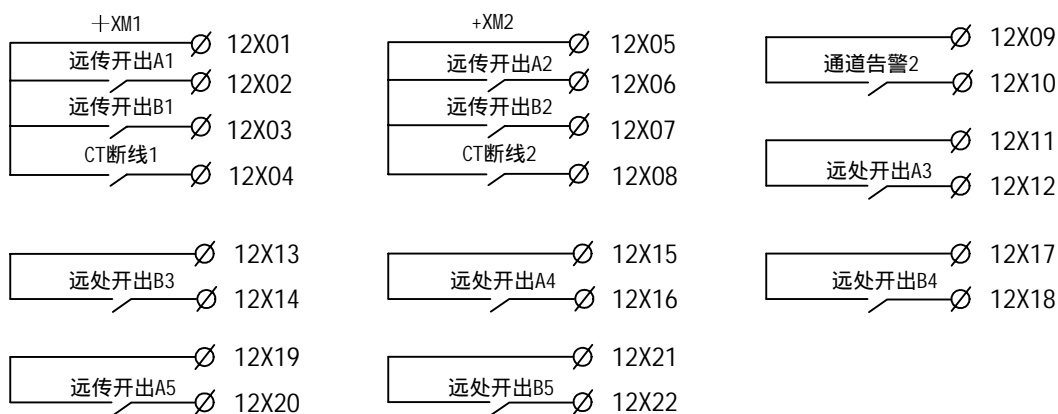 ＋XM1
12X01
远传开出A1
12X02
远传开出B1
12X03
CT断线1
12X04
+XM2
12X05
远传开出A2
12X06
远传开出B2
12X07
CT断线2
12X08
12X09
通道告警2
12X10
12X11
远处开出A3
12X12
12X13
远处开出B3
12X14
12X15
远处开出A4
12X16
12X17
远处开出B4
12X18
12X19
远传开出A5
12X20
12X21
远处开出B5
12X22